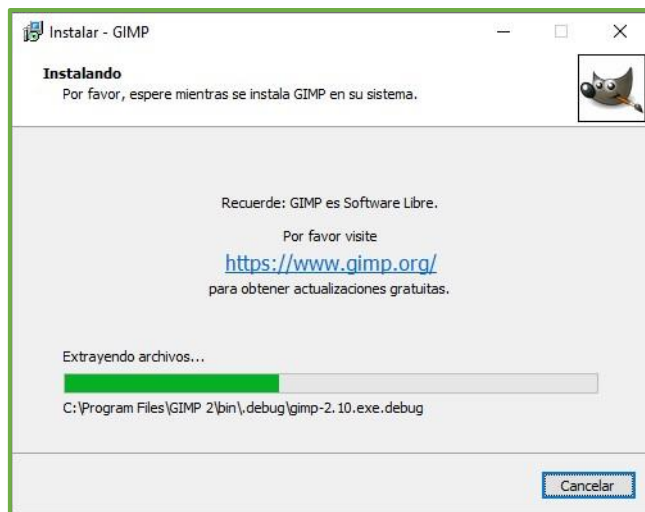 Instalar - GIMP
Instalando
Por favor, espere mientras se instala GIMP en su sistema.
Recuerde: GIMP es Software Libre.
Por favor visite
https://www.gimp.org/
para obtener actualizaciones gratuitas.
Extrayendo archivos...
C:\Program Files\GIMP 2\bin\.debug\gimp-2.10.exe.debug
Cancelar